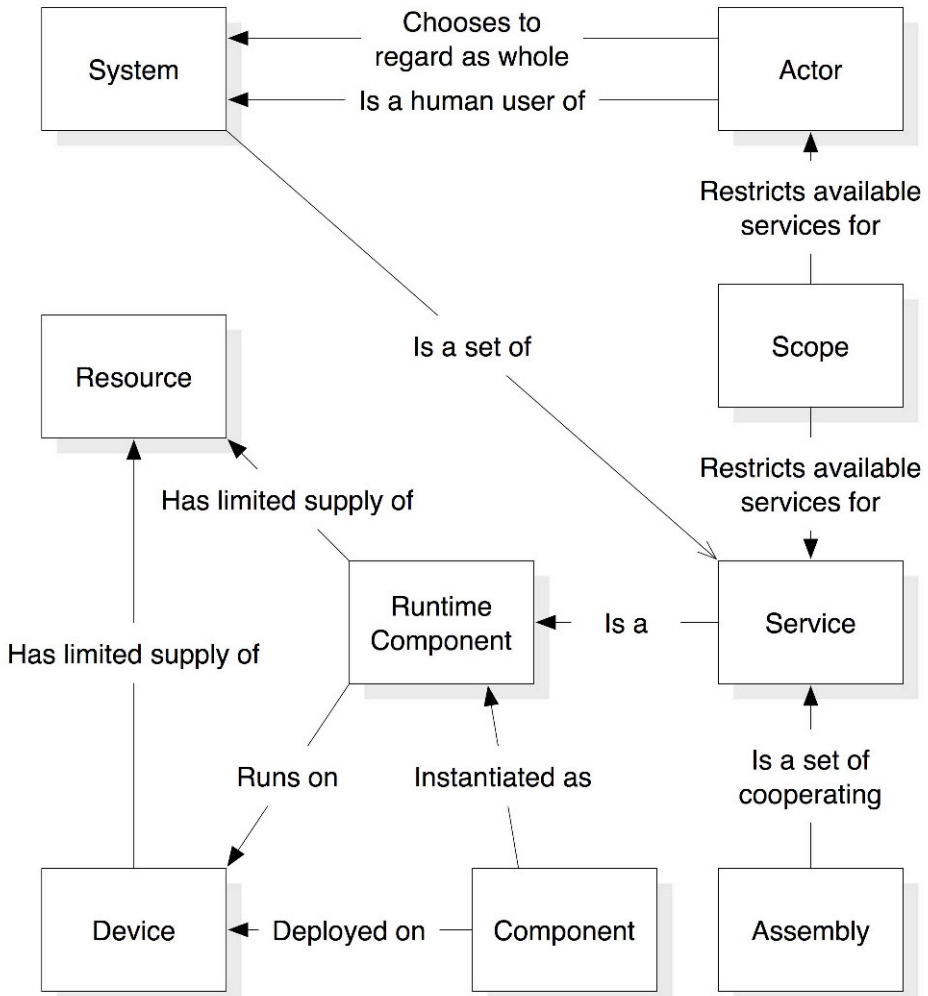 System
Chooses to
regard as whole
Is a human user of
Actor
Restricts available
services for
Scope
Is a set of
Resource
Restricts available
services for
Has limited supply of
Runtime
Component
Is a
Service
Has limited supply of
Runs on
Instantiated as
Is a set of
cooperating
Device
Deployed on
Component
Assembly